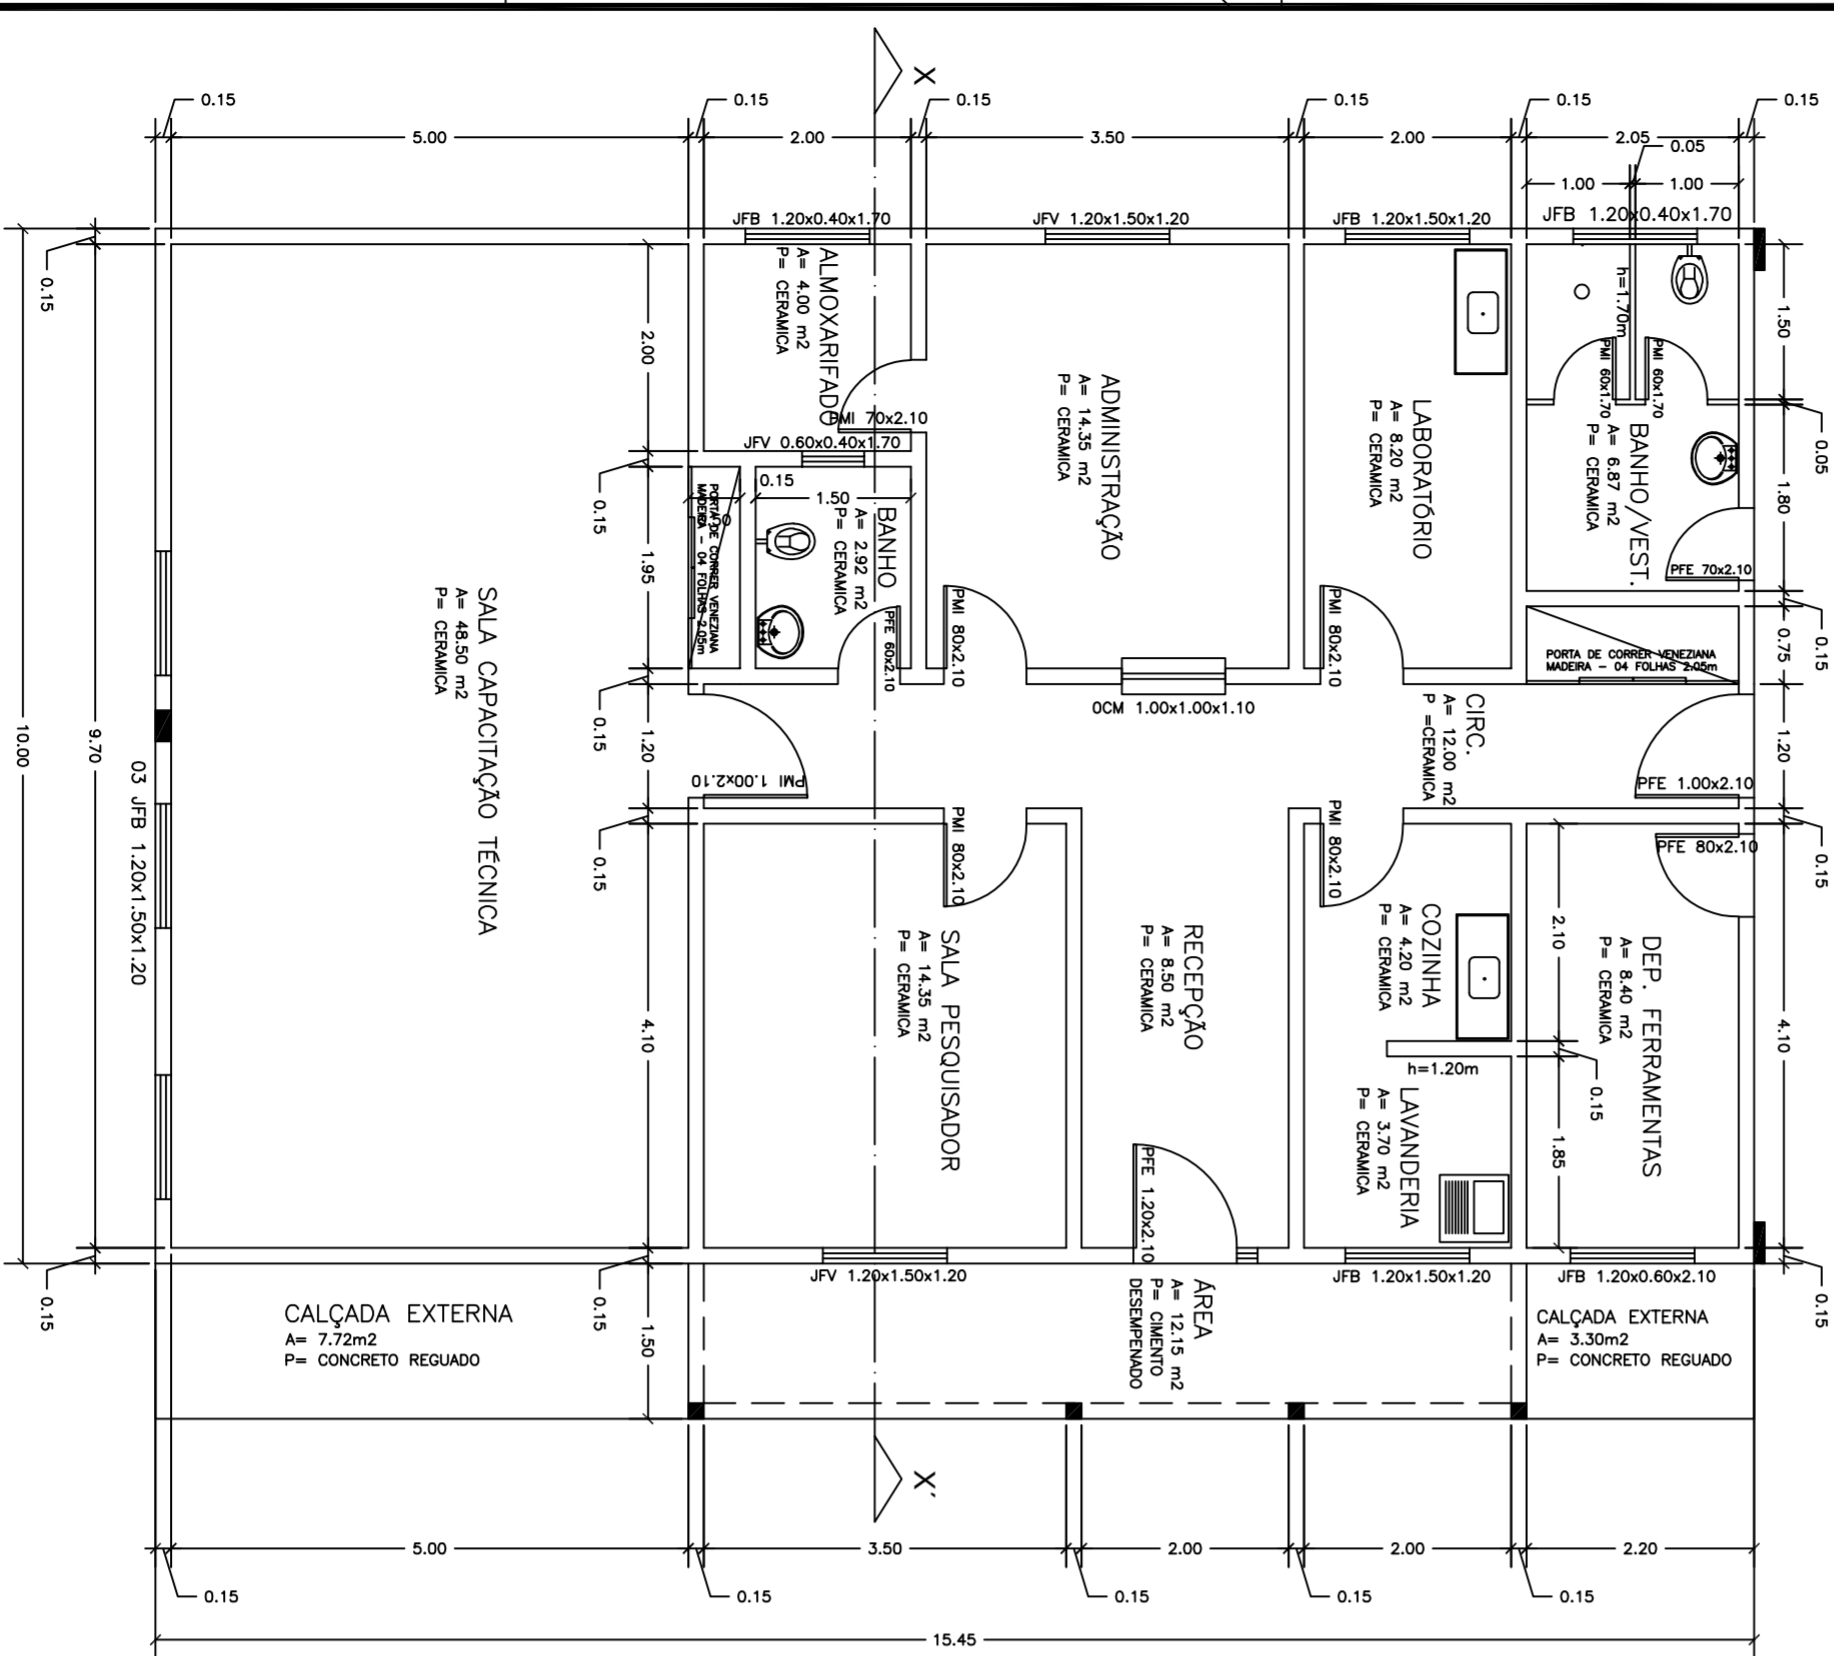 X
0.15
0.15
0.15
0.15
0.15
0.15
5.00
2.00
3.50
2.00
2.05
0.05
1.00
1.00
JFB 1.20x0.40x1.70
JFV 1.20x1.50x1.20
JFB 1.20x1.50x1.20
JFB 1.20x0.40x1.70
0.15
ALMOXARIFADO
A= 4.00 m2
P= CERAMICA
PMI 70x2.10
JFV 0.60x0.40x1.70
ADMINISTRAÇÃO
A= 14.35 m2
P= CERAMICA
LABORATÓRIO
A= 8.20 m2
P= CERAMICA
h=1.70m
PMI 60x1.70
PMI 60x1.70
BANHO/VEST.
A= 6.87 m2
P= CERAMICA
PFE 70x2.10
1.50
0.05
1.80
0.15
0.75
1.20
0.15
4.10
0.15
2.00
0.15
1.95
0.15
1.20
0.15
4.10
0.15
1.50
0.15
1.50
PORTA DE CORRER VENEZIANA
MADEIRA - 04 FOLHAS 2.05m
BANHO
A= 2.92 m2
P= CERAMICA
PFE 60x2.10
PMI 80x2.10
PMI 80x2.10
PORTA DE CORRER VENEZIANA
MADEIRA - 04 FOLHAS 2.05m
OCM 1.00x1.00x1.10
CIRC.
A= 12.00 m2
P =CERAMICA
PMI 1.00x2.10
PFE 1.00x2.10
SALA CAPACITAÇÃO TÉCNICA
A= 48.50 m2
P= CERAMICA
10.00
9.70
03 JFB 1.20x1.50x1.20
PMI 80x2.10
PMI 80x2.10
PFE 80x2.10
SALA PESQUISADOR
A= 14.35 m2
P= CERAMICA
RECEPÇÃO
A= 8.50 m2
P= CERAMICA
COZINHA
A= 4.20 m2
P= CERAMICA
2.10
0.15
1.85
DEP. FERRAMENTAS
A= 8.40 m2
P= CERAMICA
h=1.20m
LAVANDERIA
A= 3.70 m2
P= CERAMICA
PFE 1.20x2.10
JFV 1.20x1.50x1.20
JFB 1.20x1.50x1.20
JFB 1.20x0.60x2.10
0.15
CALÇADA EXTERNA
A= 7.72m2
P= CONCRETO REGUADO
ÁREA
A= 12.15 m2
P= CIMENTO
DESEMPENADO
CALÇADA EXTERNA
A= 3.30m2
P= CONCRETO REGUADO
X'
5.00
3.50
2.00
2.00
2.20
0.15
0.15
0.15
0.15
0.15
15.45